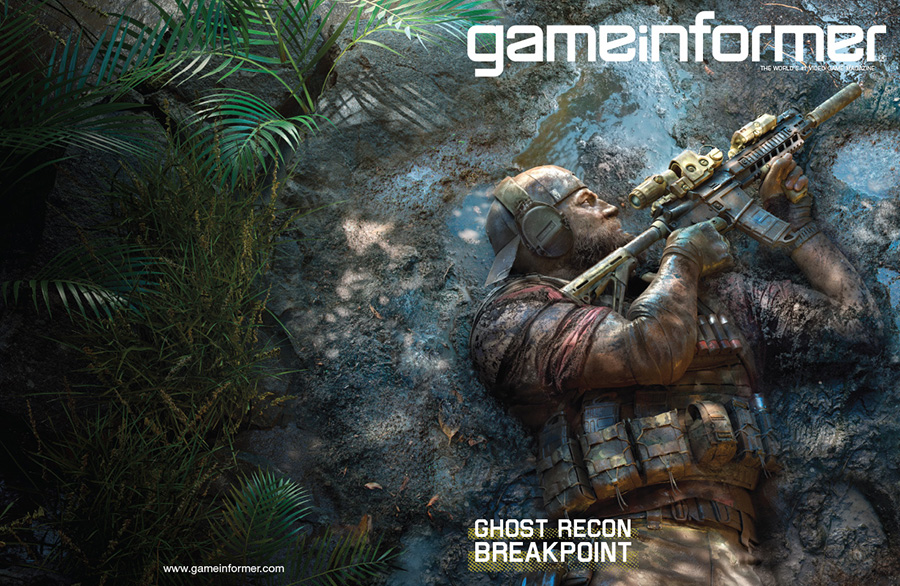 gameinformer
THE WORLD'S #1 VIDEO GAME MAGAZINE
GHOST RECON
BREAKPOINT
www.gameinformer.com